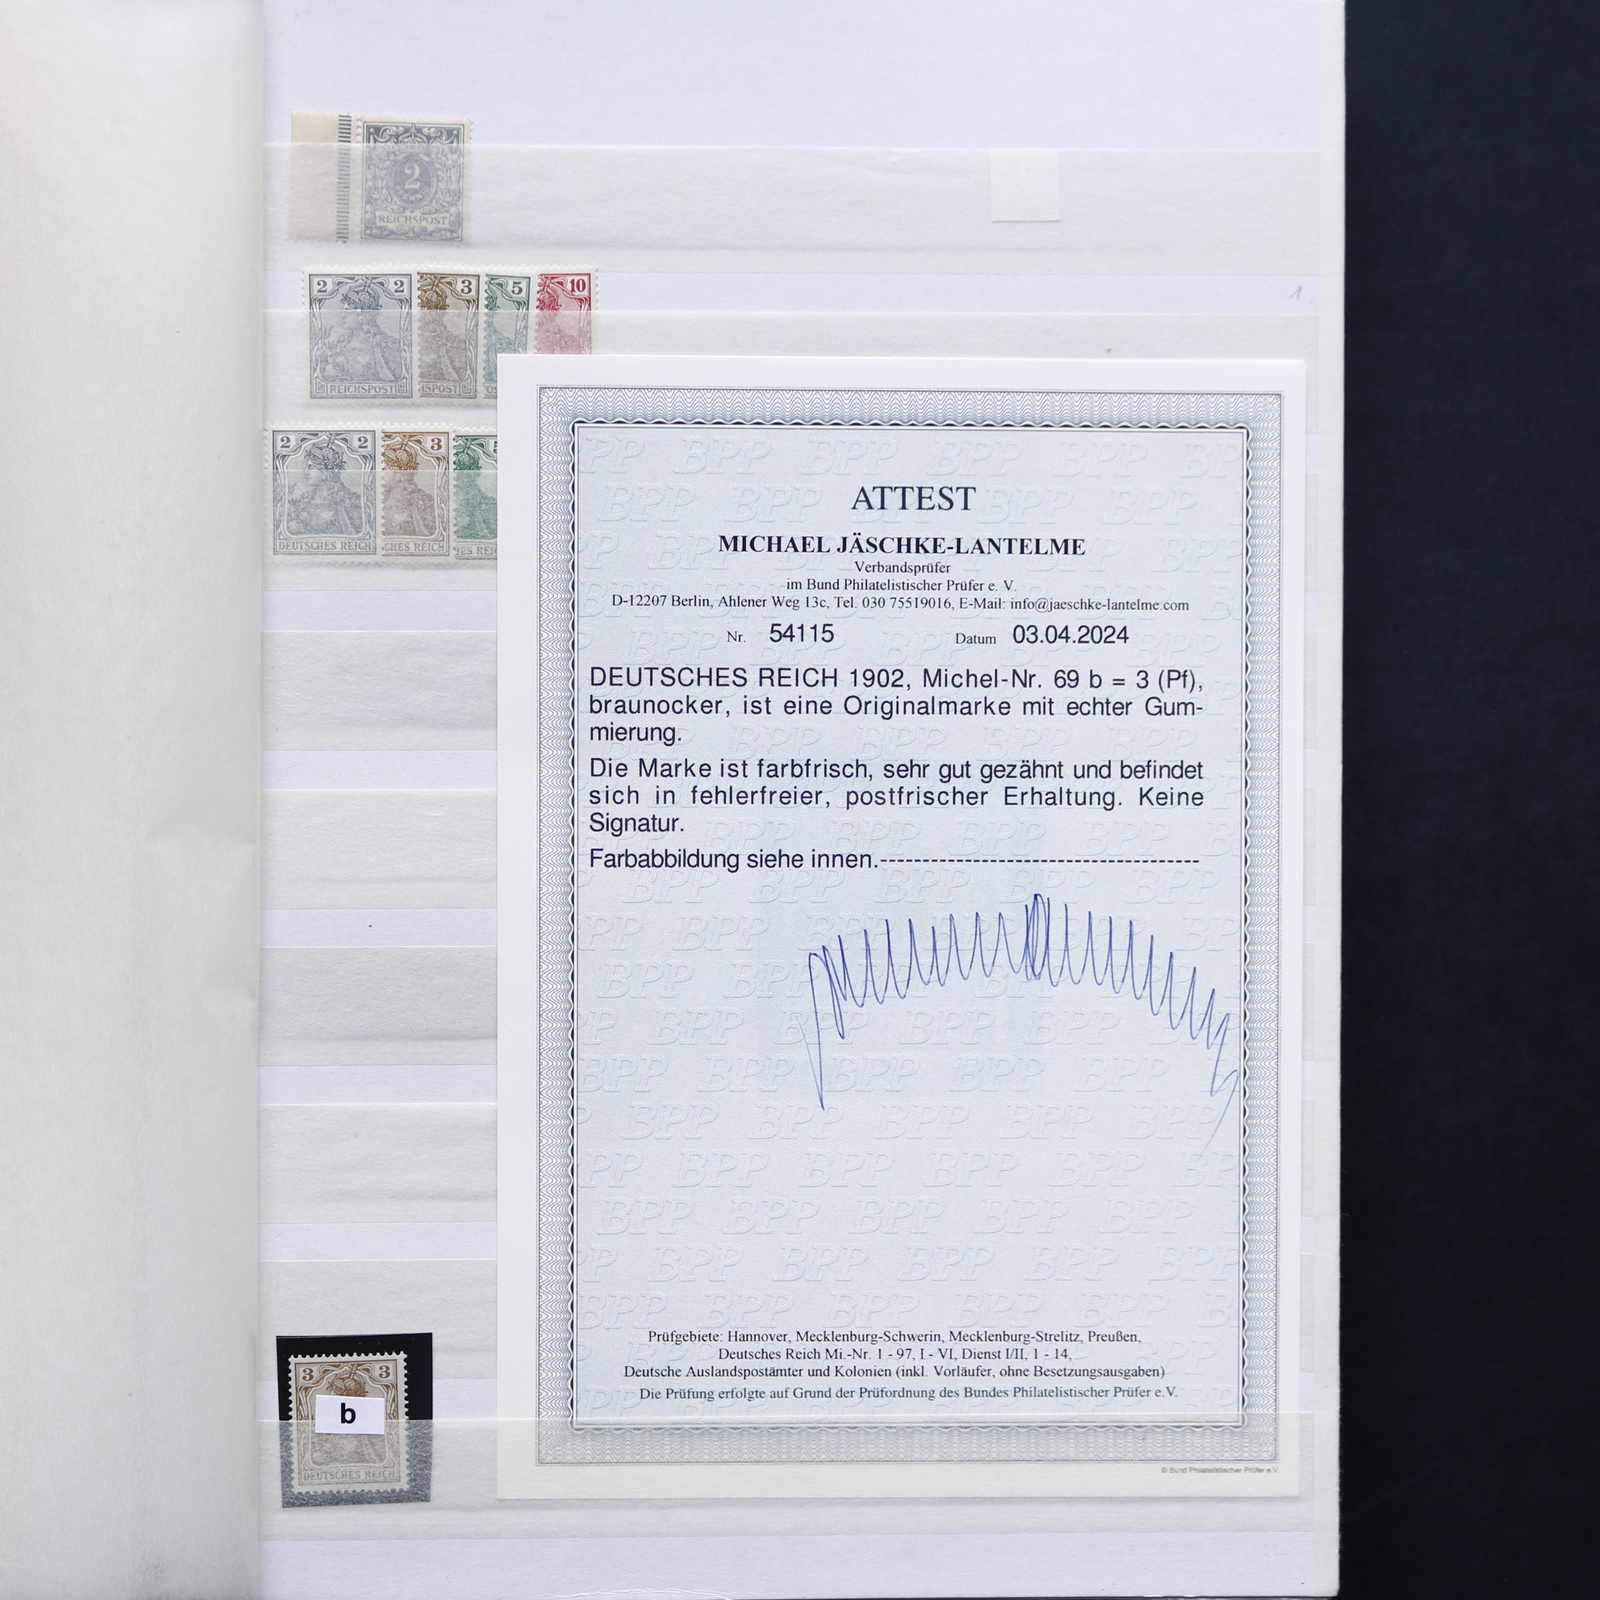 2
REICHSPOST
2 2 3 5 10
REICHSPOST
2 2 3
DEUTSCHES REICH
ATTEST
MICHAEL JÄSCHKE-LANTELME
Verbandsprüfer
im Bund Philatelistischer Prüfer e. V.
D-12207 Berlin, Ahlener Weg 13c, Tel. 030 75519016, E-Mail: info@jaeschke-lantelme.com
Nr. 54115 Datum 03.04.2024
DEUTSCHES REICH 1902, Michel-Nr. 69 b = 3 (Pf),
braunocker, ist eine Originalmarke mit echter Gum-
mierung.
Die Marke ist farbfrisch, sehr gut gezähnt und befindet
sich in fehlerfreier, postfrischer Erhaltung. Keine
Signatur.
Farbabbildung siehe innen.-------------------------------------
Prüfgebiete: Hannover, Mecklenburg-Schwerin, Mecklenburg-Strelitz, Preußen,
Deutsches Reich Mi.-Nr. 1 - 97, I - VI, Dienst I/II, 1 - 14,
Deutsche Auslandspostämter und Kolonien (inkl. Vorläufer, ohne Besetzungsausgaben)
Die Prüfung erfolgte auf Grund der Prüfordnung des Bundes Philatelistischer Prüfer e.V.
© Bund Philatelistischer Prüfer e.V.
3 3
b
DEUTSCHES REICH